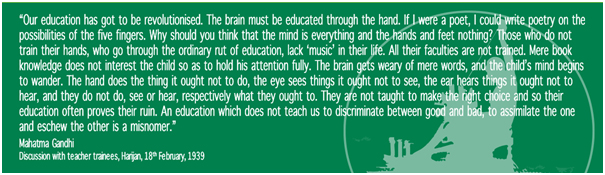 “Our education has got to be revolutionised. The brain must be educated through the hand. If I were a poet, I could write poetry on the
possibilities of the five fingers. Why should you think that the mind is everything and the hands and feet nothing? Those who do not
train their hands, who go through the ordinary rut of education, lack ‘music’ in their life. All their faculties are not trained. Mere book
knowledge does not interest the child so as to hold his attention fully. The brain gets weary of mere words, and the child’s mind begins
to wander. The hand does the thing it ought not to do, the eye sees things it ought not to see, the ear hears things it ought not to
hear, and they do not do, see or hear, respectively what they ought to. They are not taught to make the right choice and so their
education often proves their ruin. An education which does not teach us to discriminate between good and bad, to assimilate the one
and eschew the other is a misnomer.”
Mahatma Gandhi
Discussion with teacher trainees, Harijan, 18th February, 1939